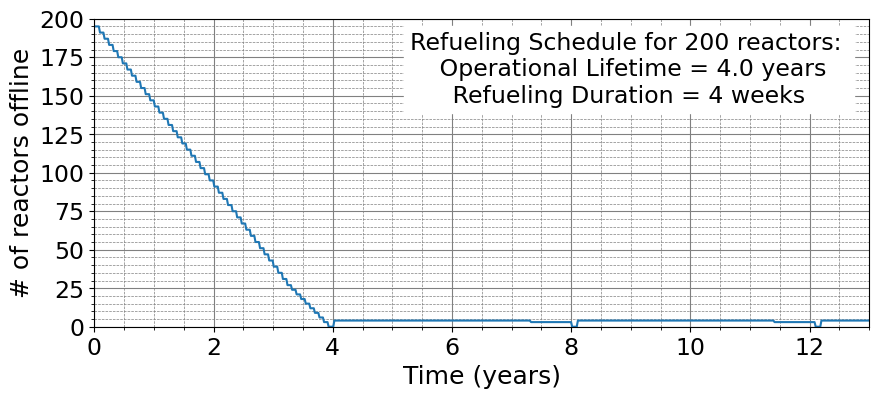 200
175
150
125
100
75
50
25
0
# of reactors offline
Refueling Schedule for 200 reactors:
Operational Lifetime = 4.0 years
Refueling Duration = 4 weeks
0 2 4 6 8 10 12
Time (years)